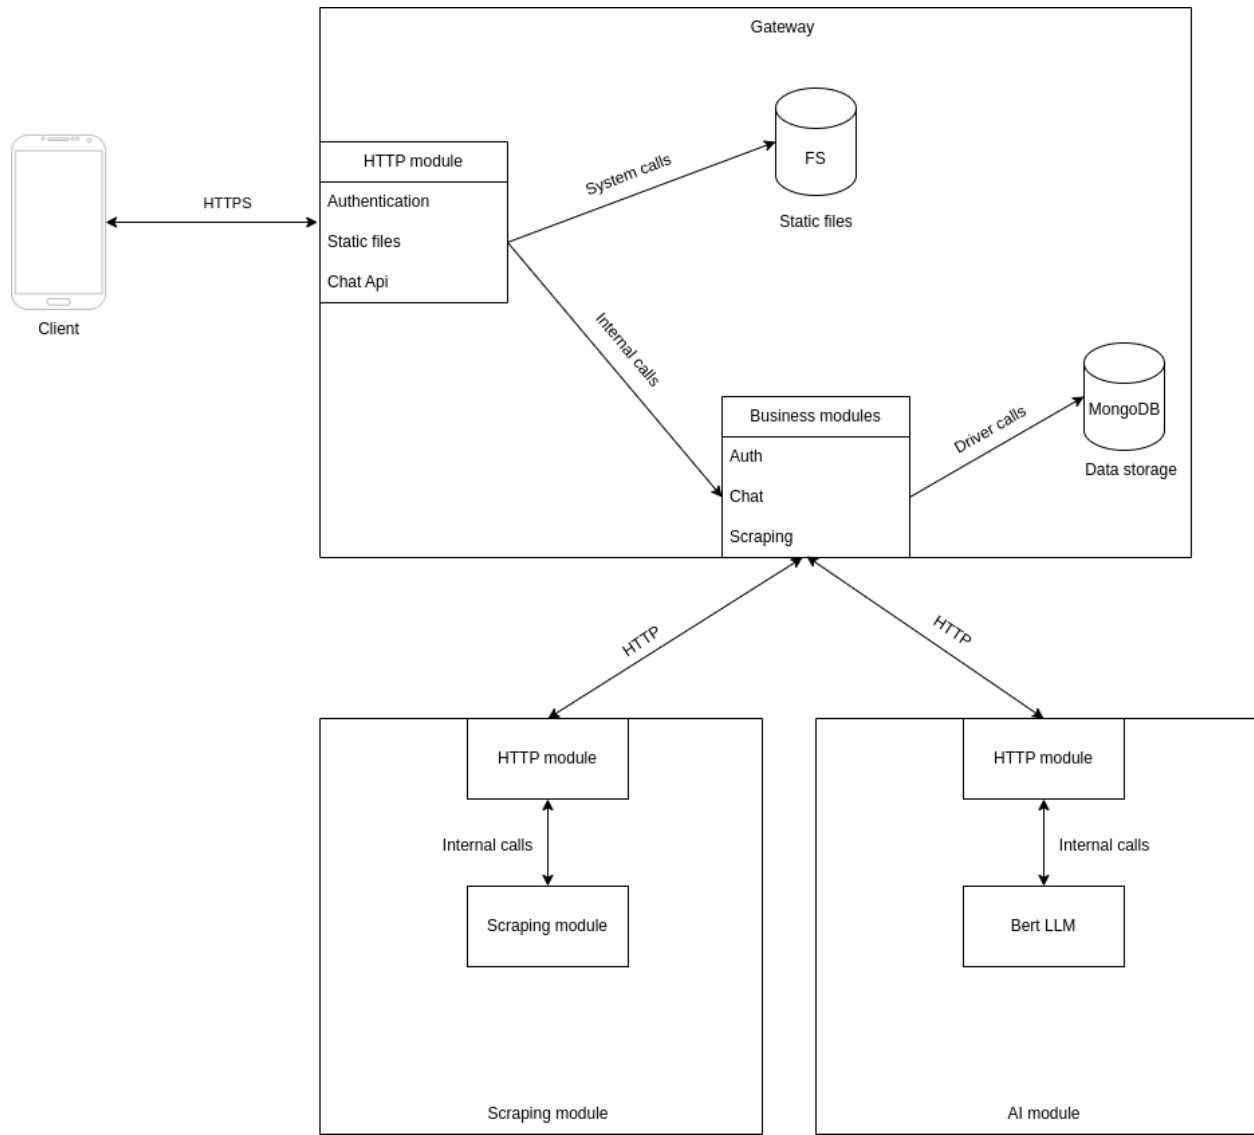 Gateway
HTTP module
Authentication
Static files
Chat Api
HTTPS
Client
System calls
FS
Static files
Internal calls
Business modules
Auth
Chat
Scraping
Driver calls
MongoDB
Data storage
HTTP
HTTP
HTTP module
Internal calls
Scraping module
Scraping module
HTTP module
Internal calls
Bert LLM
AI module